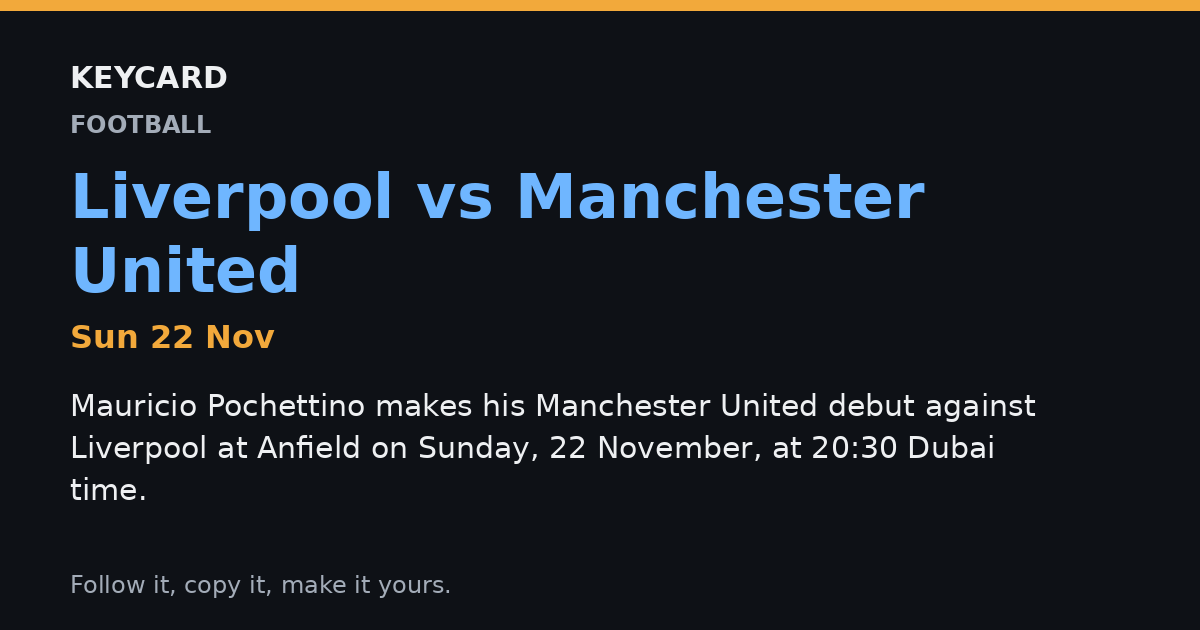 KEYCARD
FOOTBALL
Liverpool vs Manchester
United
Sun 22 Nov
Mauricio Pochettino makes his Manchester United debut against
Liverpool at Anfield on Sunday, 22 November, at 20:30 Dubai
time.
Follow it, copy it, make it yours.